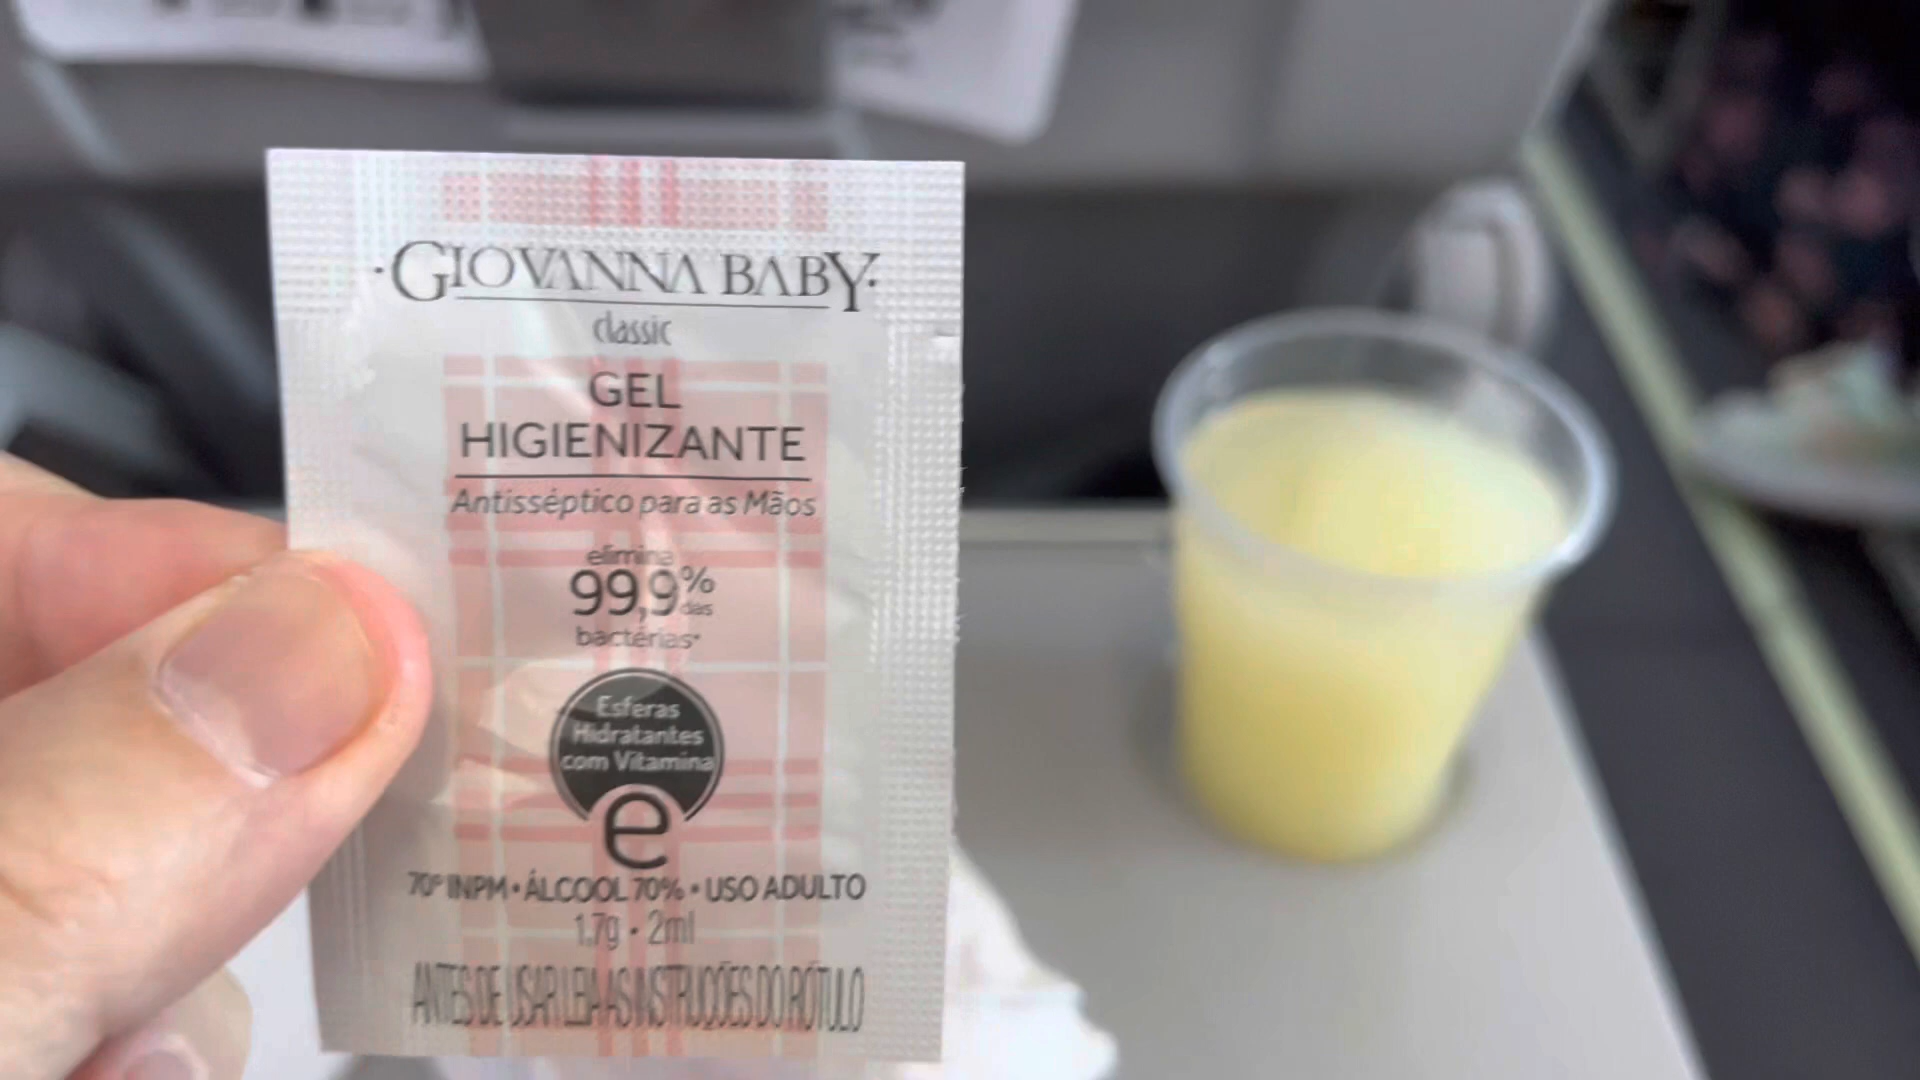 ·GIOVANNA BABY·
classic
GEL
HIGIENIZANTE
Antisséptico para as Mãos
elimina
99,9% das
bactérias*
Esferas
Hidratantes
com Vitamina
e
70º INPM • ÁLCOOL 70% • USO ADULTO
1.7g • 2ml
ANTES DE USAR LEIA AS INSTRUÇÕES DO RÓTULO